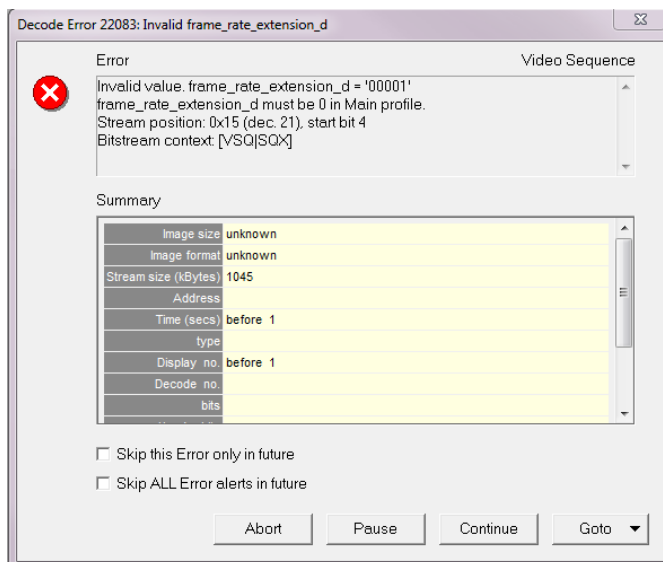 Decode Error 22083: Invalid frame_rate_extension_d
Error Video Sequence
Invalid value. frame_rate_extension_d = '00001'
frame_rate_extension_d must be 0 in Main profile.
Stream position: 0x15 (dec. 21), start bit 4
Bitstream context: [VSQ|SQX]
Summary
Image size unknown
Image format unknown
Stream size (kBytes) 1045
Address
Time (secs) before 1
type
Display no. before 1
Decode no.
bits
Skip this Error only in future
Skip ALL Error alerts in future
Abort Pause Continue Goto